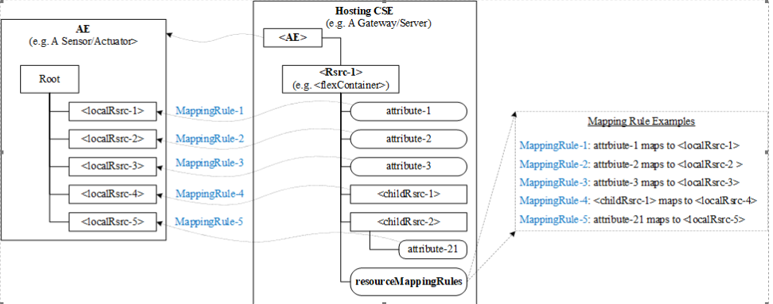 AE
(e.g. A Sensor/Actuator>
Root
<localRsrc-1>
<localRsrc-2>
<localRsrc-3>
<localRsrc-4>
<localRsrc-5>
MappingRule-1
MappingRule-2
MappingRule-3
MappingRule-4
MappingRule-5
Hosting CSE
(e.g. A Gateway/Server)
<AE>
<Rsrc-1>
(e.g. <flexContainer>)
attribute-1
attribute-2
attribute-3
<childRsrc-1>
<childRsrc-2>
attribute-21
resourceMappingRules
Mapping Rule Examples
MappingRule-1: attrbiute-1 maps to <localRsrc-1>
MappingRule-2: attribute-2 maps to <localRsrc-2 >
MappingRule-3: attribute-3 maps to <localRsrc-3>
MappingRule-4: <childRsrc-1> maps to <localRsrc-4>
MappingRule-5: attribute-21 maps to <localRsrc-5>